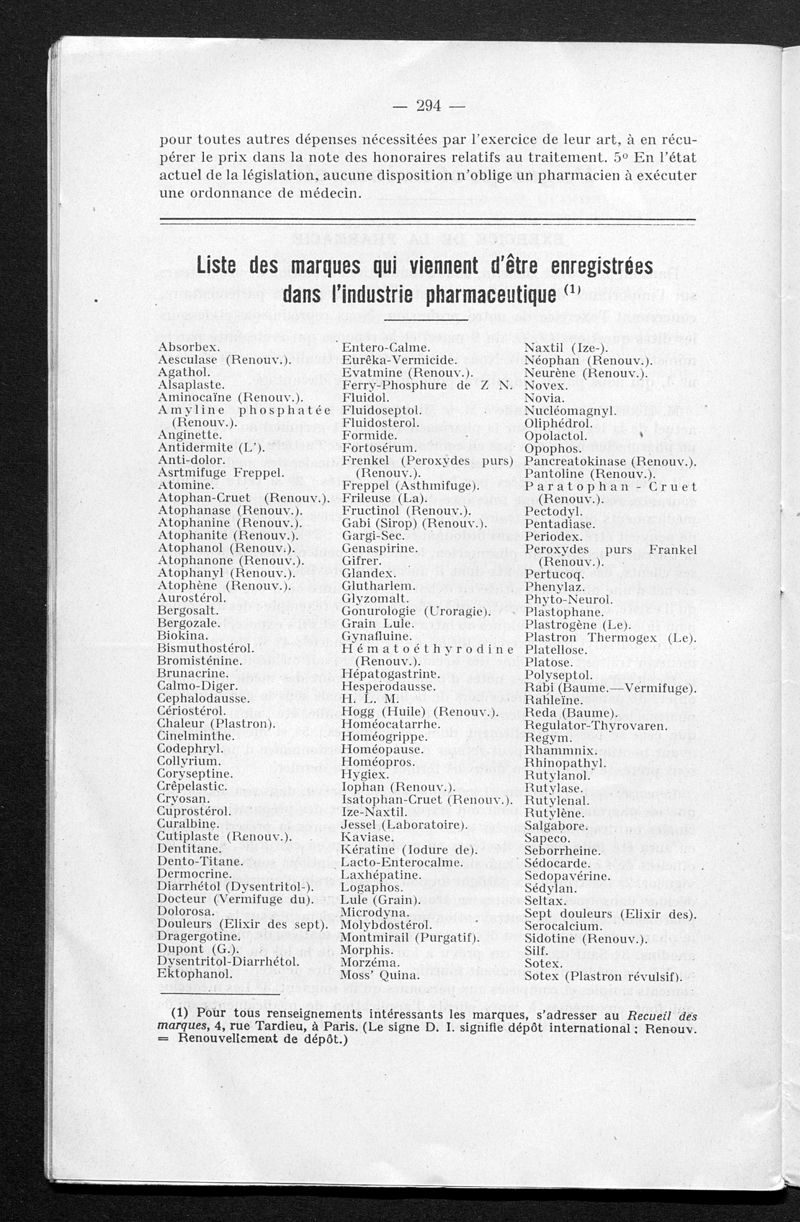 — 294 —
pour toutes autres dépenses nécessitées par l'exercice de leur art, à en récu-
pérer le prix dans la note des honoraires relatifs au traitement. 5º En l'état
actuel de la législation, aucune disposition n'oblige un pharmacien à exécuter
une ordonnance de médecin.
Liste des marques qui viennent d'être enregistrées
dans l'industrie pharmaceutique (1)
Absorbex.
Aesculase (Renouv.).
Agathol.
Alsaplaste.
Aminocaïne (Renouv.).
Amyline phosphatée
(Renouv.).
Anginette.
Antidermite (L').
Anti-dolor.
Asrtmifuge Freppel.
Atomine.
Atophan-Cruet (Renouv.).
Atophanase (Renouv.).
Atophanine (Renouv.).
Atophanite (Renouv.).
Atophanol (Renouv.).
Atophanone (Renouv.).
Atophanyl (Renouv.).
Atophène (Renouv.).
Aurostérol.
Bergosalt.
Bergozale.
Biokina.
Bismuthostérol.
Bromisténine.
Brunacrine.
Calmo-Diger.
Cephalodausse.
Cériostérol.
Chaleur (Plastron).
Cinelminthe.
Codephryl.
Collyrium.
Coryseptine.
Crêpelastic.
Cryosan.
Cuprostérol.
Curalbine.
Cutiplaste (Renouv.).
Dentitane.
Dento-Titane.
Dermocrine.
Diarrhétol (Dysentritol-).
Docteur (Vermifuge du).
Dolorosa.
Douleurs (Elixir des sept).
Dragergotine.
Dupont (G.).
Dysentritol-Diarrhétol.
Ektophanol.
Entero-Calme.
Eurêka-Vermicide.
Evatmine (Renouv.).
Ferry-Phosphure de Z N.
Fluidol.
Fluidoseptol.
Fluidosterol.
Formide.
Fortosérum.
Frenkel (Peroxydes purs)
(Renouv.).
Freppel (Asthmifuge).
Frileuse (La).
Fructinol (Renouv.).
Gabi (Sirop) (Renouv.).
Gargi-Sec.
Genaspirine.
Gifrer.
Glandex.
Glutharlem.
Glyzomalt.
Gonurologie (Uroragie).
Grain Lule.
Gynafluine.
Hématoéthyrodine
(Renouv.).
Hépatogastrine.
Hesperodausse.
H. L. M.
Hogg (Huile) (Renouv.).
Homéocatarrhe.
Homéogrippe.
Homéopause.
Homéopros.
Hygiex.
Iophan (Renouv.).
Isatophan-Cruet (Renouv.).
Ize-Naxtil.
Jessel (Laboratoire).
Kaviase.
Kératine (Iodure de).
Lacto-Enterocalme.
Laxhépatine.
Logaphos.
Lule (Grain).
Microdyna.
Molybdostérol.
Montmirail (Purgatif).
Morphis.
Morzéma.
Moss' Quina.
Naxtil (Ize-).
Néophan (Renouv.).
Neurène (Renouv.).
Novex.
Novia.
Nucléomagnyl.
Oliphédrol.
Opolactol.
Opophos.
Pancreatokinase (Renouv.).
Pantoline (Renouv.).
Paratophan-Cruet
(Renouv.).
Pectodyl.
Pentadiase.
Periodex.
Peroxydes purs Frankel
(Renouv.).
Pertucoq.
Phenylaz.
Phyto-Neurol.
Plastophane.
Plastrogène (Le).
Plastron Thermogex (Le).
Platellose.
Platose.
Polyseptol.
Rabi (Baume.—Vermifuge).
Rahleïne.
Reda (Baume).
Regulator-Thyrovaren.
Regym.
Rhammnix.
Rhinopathyl.
Rutylanol.
Rutylase.
Rutylenal.
Rutylène.
Salgabore.
Sapeco.
Seborrheine.
Sédocarde.
Sedopavérine.
Sédylan.
Seltax.
Sept douleurs (Elixir des).
Serocalcium.
Sidotine (Renouv.).
Silf.
Sotex.
Sotex (Plastron révulsif).
(1) Pour tous renseignements intéressants les marques, s'adresser au Recueil des
marques, 4, rue Tardieu, à Paris. (Le signe D. I. signifie dépôt international ; Renouv.
= Renouvellement de dépôt.)